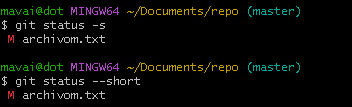 mavai@dot MINGW64 ~/Documents/repo (master)
$ git status -s
 M archivom.txt
mavai@dot MINGW64 ~/Documents/repo (master)
$ git status --short
 M archivom.txt